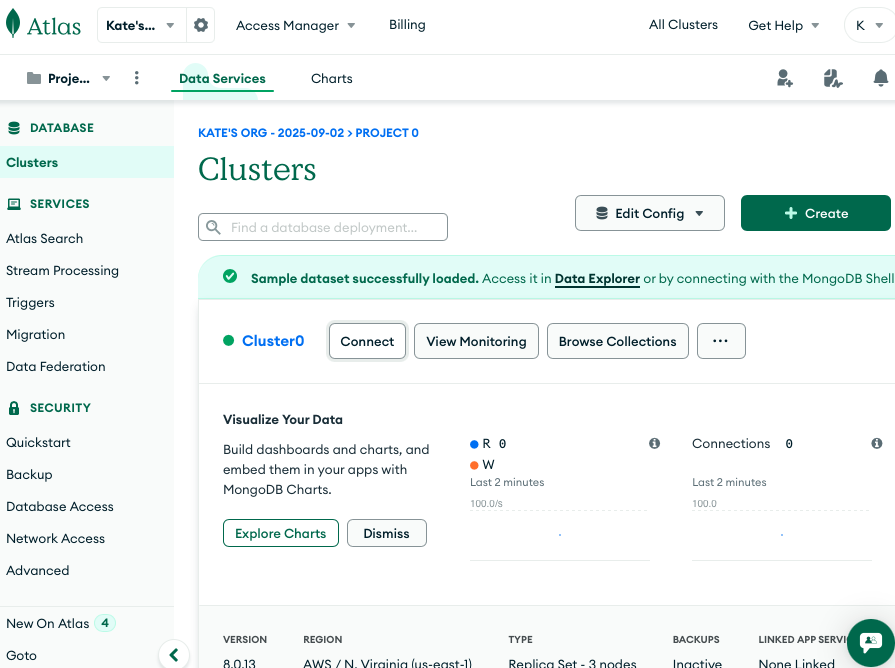 Atlas
Kate's...
Access Manager
Billing
All Clusters
Get Help
K
Proje...
Data Services
Charts
DATABASE
Clusters
SERVICES
Atlas Search
Stream Processing
Triggers
Migration
Data Federation
SECURITY
Quickstart
Backup
Database Access
Network Access
Advanced
New On Atlas 4
Goto
KATE'S ORG - 2025-09-02 > PROJECT 0
Clusters
Find a database deployment...
Edit Config
+ Create
Sample dataset successfully loaded. Access it in Data Explorer or by connecting with the MongoDB Shell
Cluster0
Connect
View Monitoring
Browse Collections
...
Visualize Your Data
Build dashboards and charts, and
embed them in your apps with
MongoDB Charts.
Explore Charts
Dismiss
R 0
W
Last 2 minutes
100.0/s
Connections 0
Last 2 minutes
100.0
VERSION
REGION
TYPE
BACKUPS
LINKED APP SERVI
8.0.13
AWS / N. Virginia (us-east-1)
Replica Set - 3 nodes
Inactive
None Linked